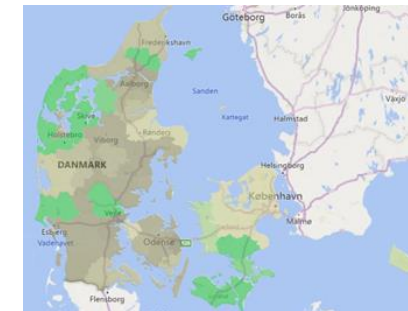 Göteborg
Borås
Jönköping
Frederikshavn
Aalborg
Sanden
Växjö
Skive
Kattegat
Halmstad
Holstebro
Viborg
Randers
DANMARK
Helsingborg
København
Vejle
Esbjerg
Odense
Malmö
Vadehavet
Flensborg